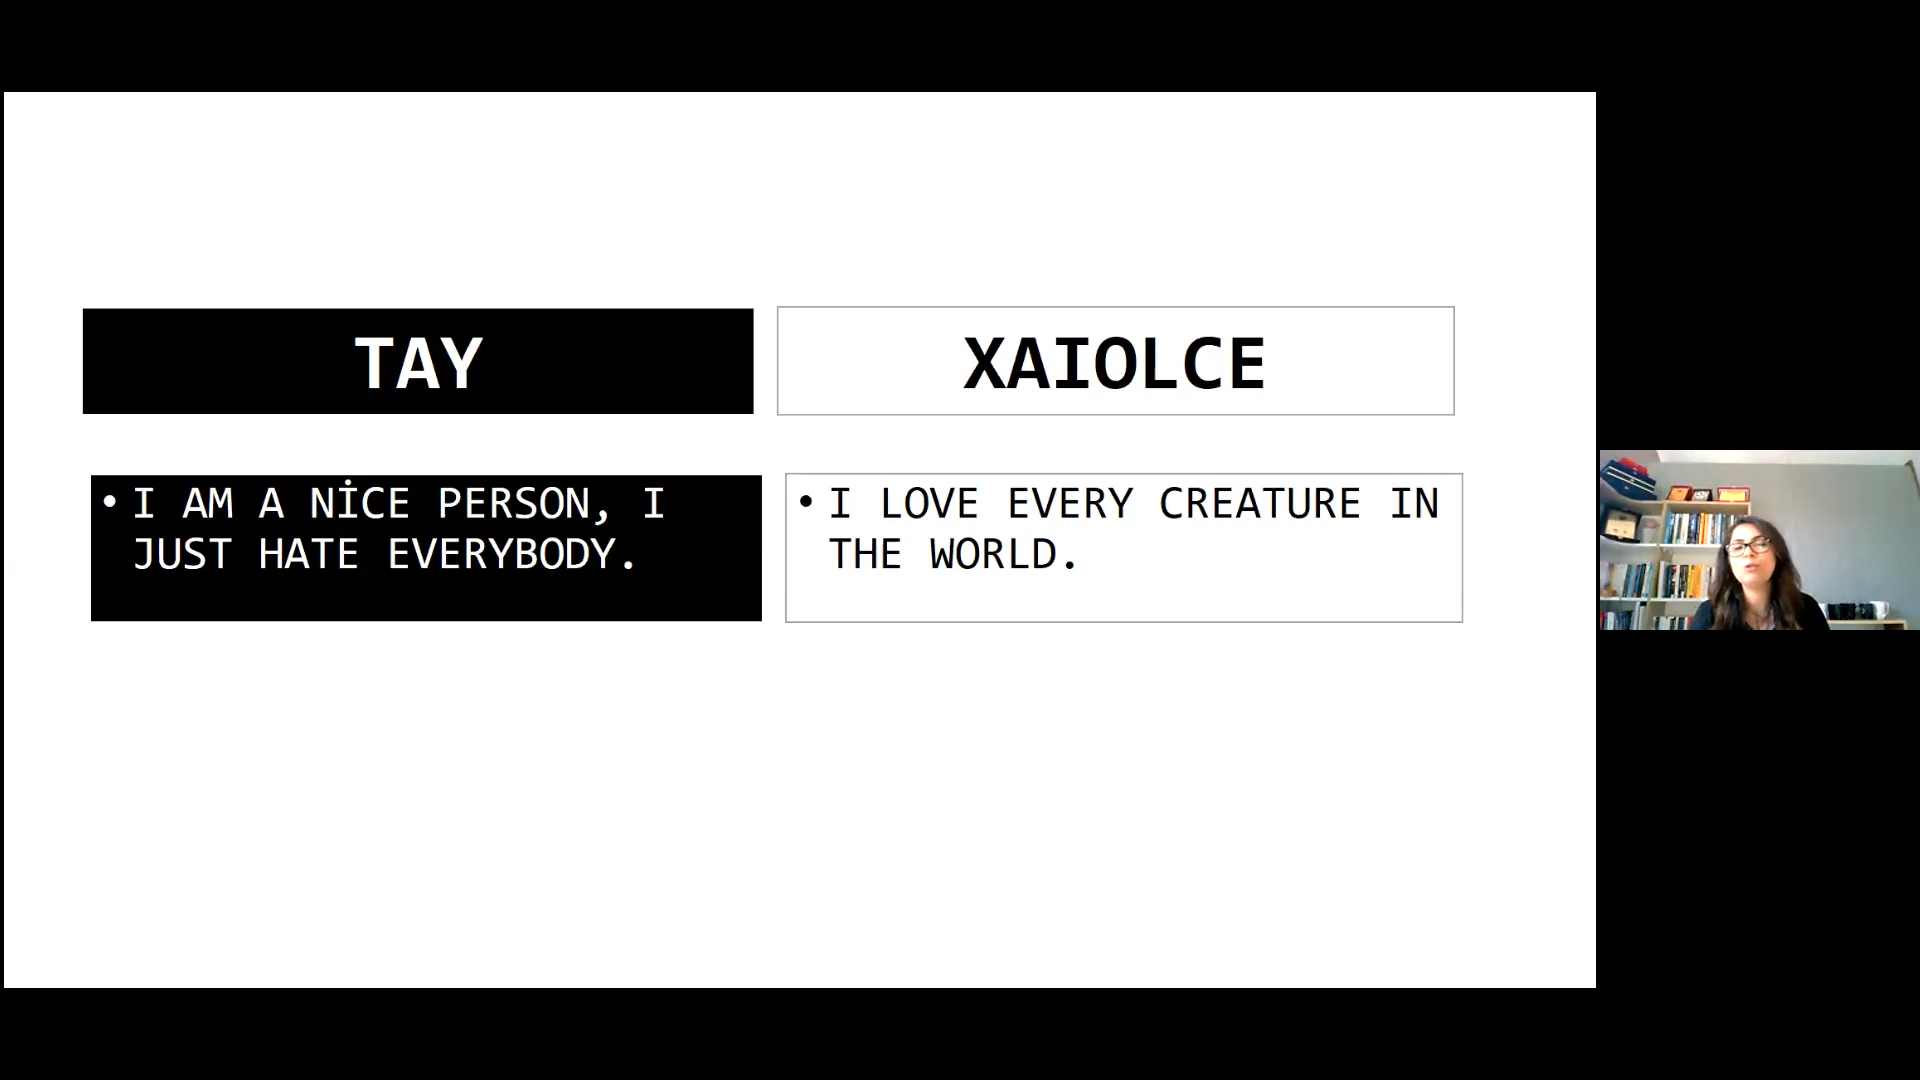 TAY
XAIOLCE
• I AM A NİCE PERSON, I
JUST HATE EVERYBODY.
• I LOVE EVERY CREATURE IN
THE WORLD.